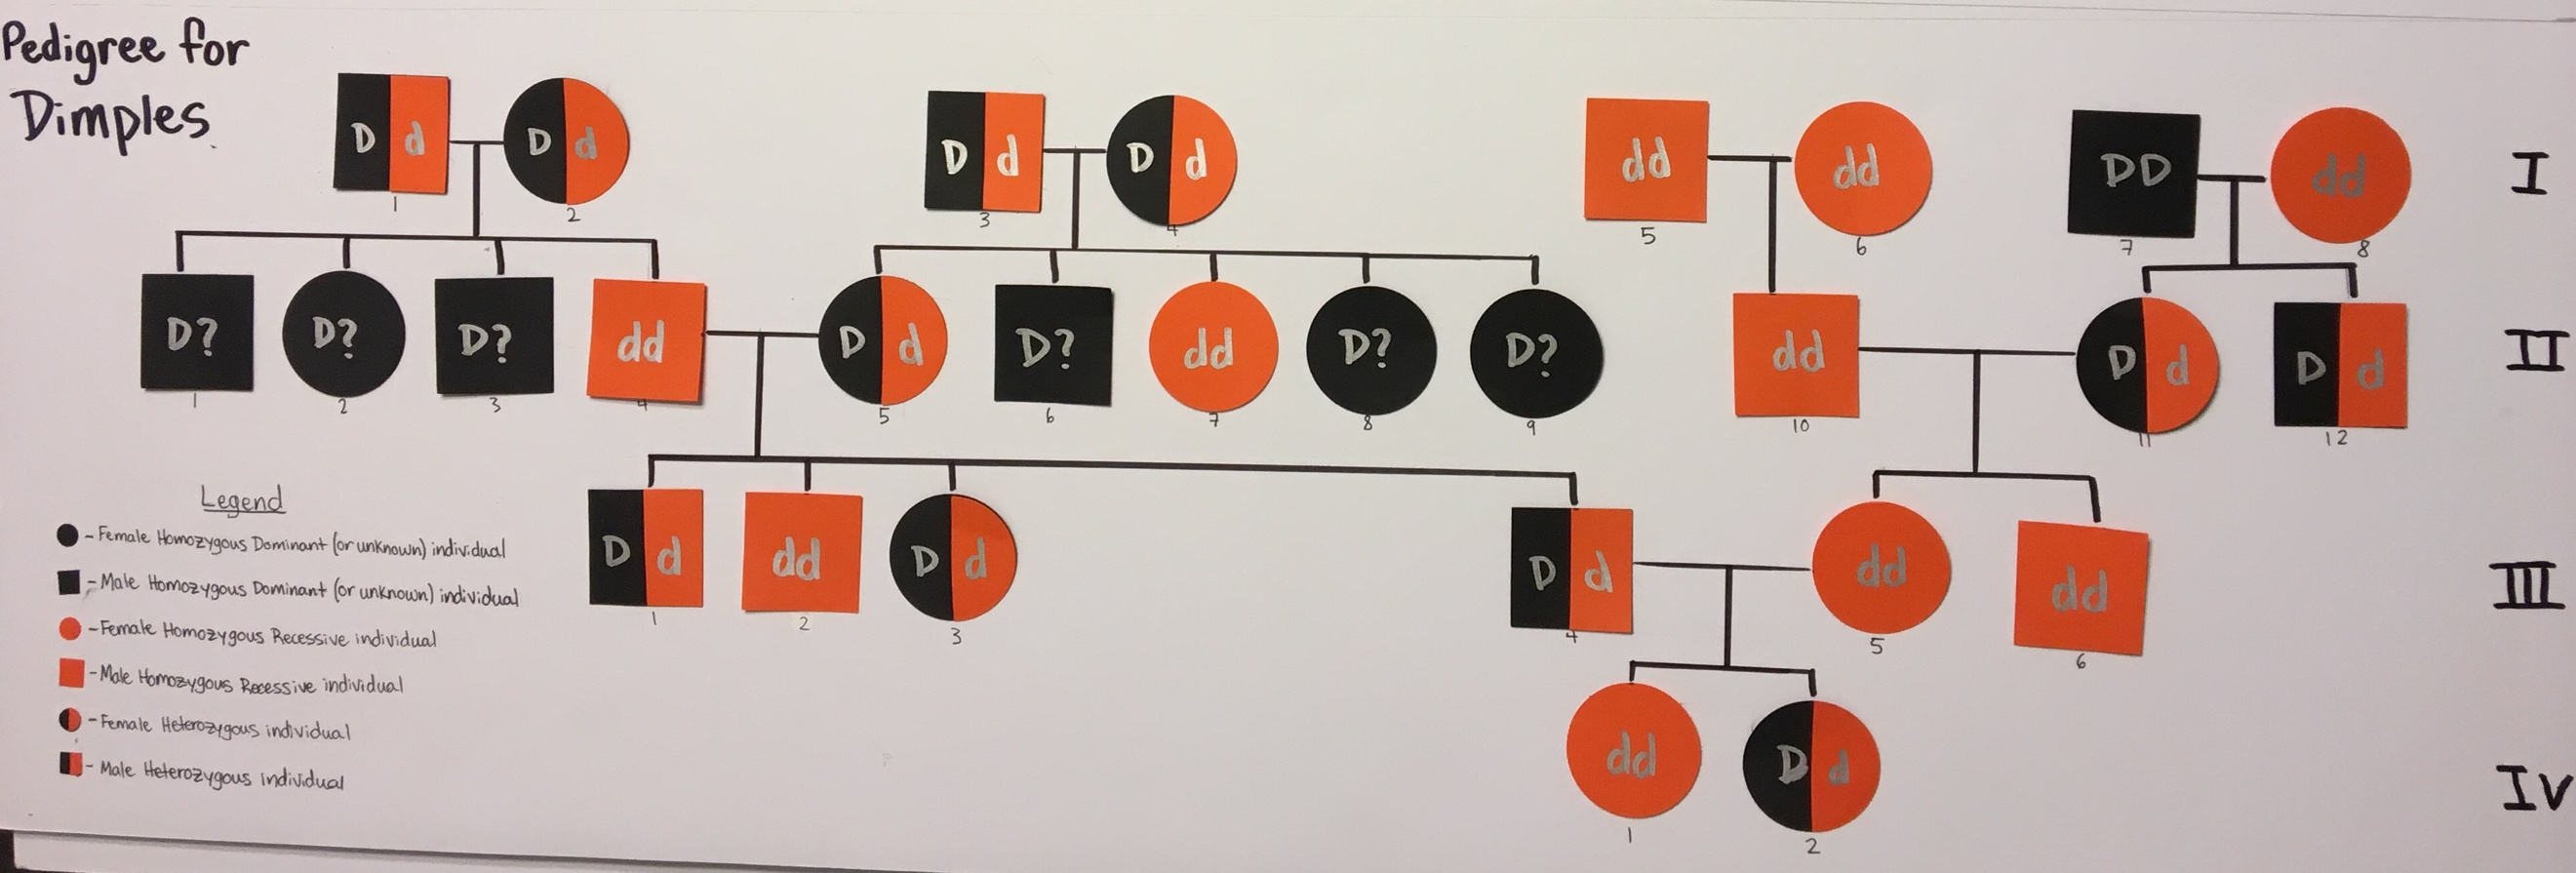 Pedigree for
Dimples
D d D d D d D d dd dd DD dd I
1 2 3 4 5 6 7 8
D? D? D? dd D d D? dd D? D? dd D d D d II
1 2 3 4 5 6 7 8 9 10 11 12
D d dd D d D d dd dd III
1 2 3 4 5 6
dd D d IV
1 2
Legend
- Female Homozygous Dominant (or unknown) individual
- Male Homozygous Dominant (or unknown) individual
- Female Homozygous Recessive individual
- Male Homozygous Recessive individual
- Female Heterozygous individual
- Male Heterozygous individual